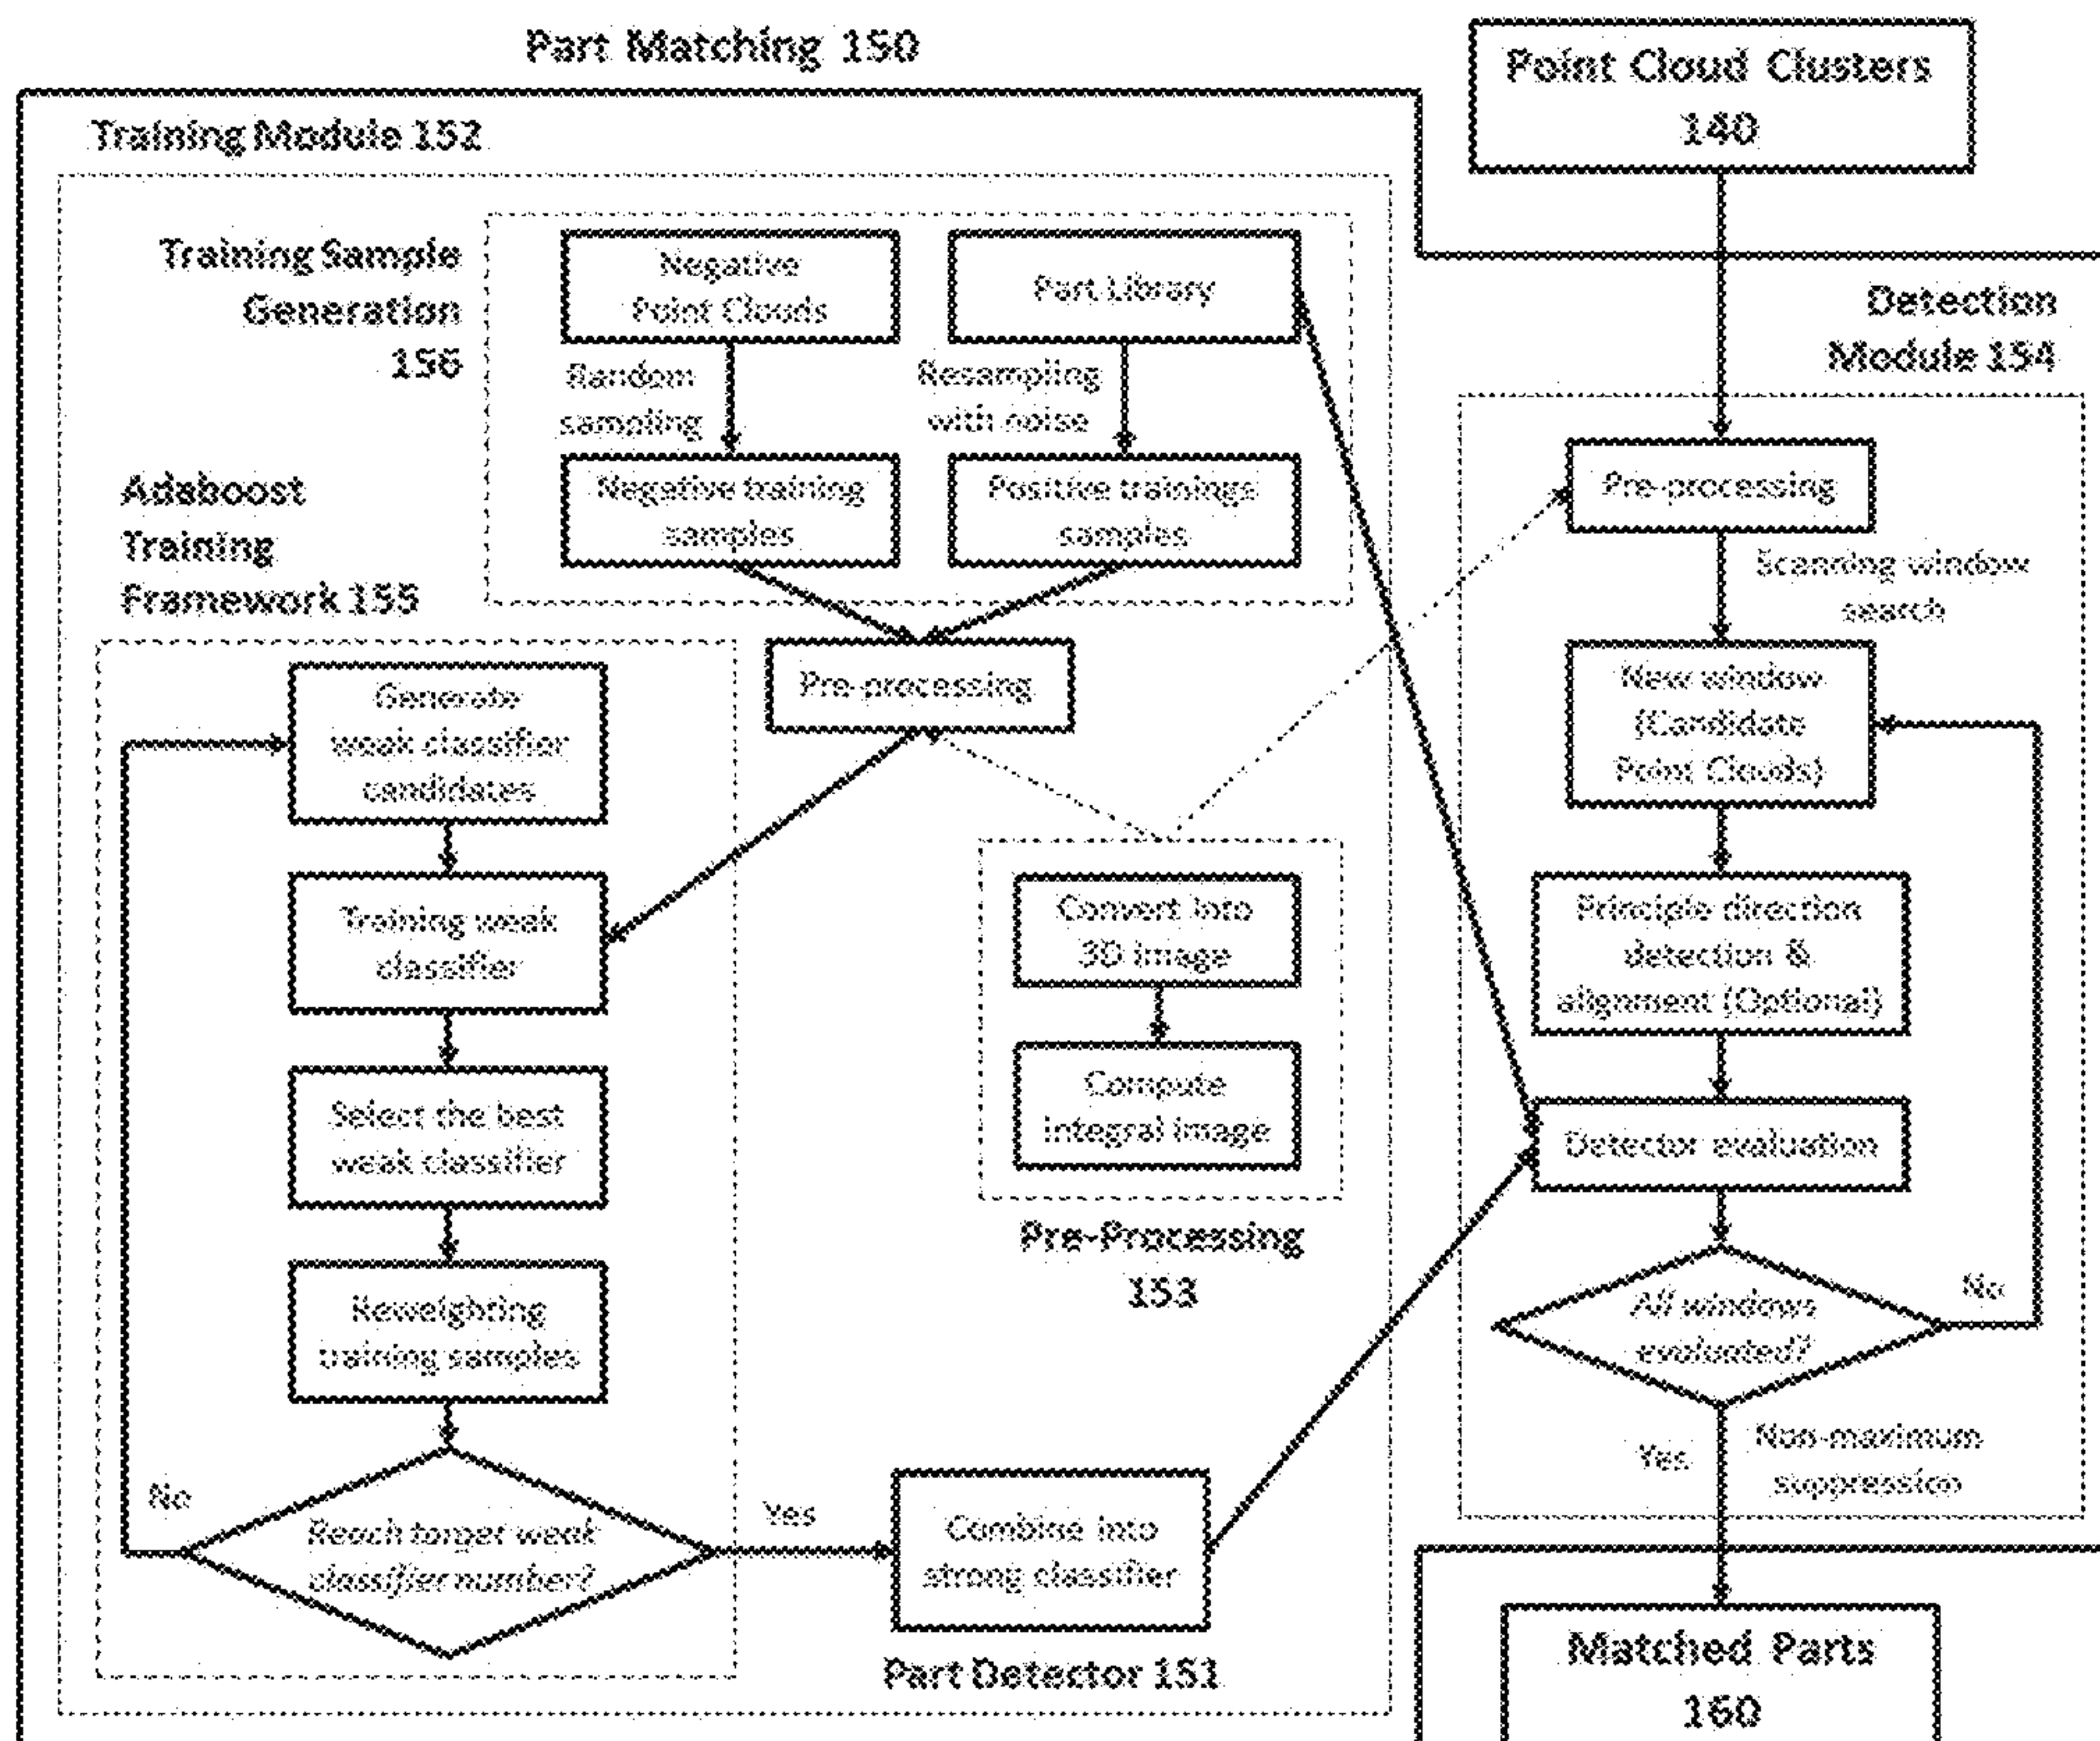 Part Matching 150
Point Cloud Clusters
140
Training Module 152
Training Sample
Generation
156
Negative
Point Clouds
Part Library
Random
sampling
Resampling
with noise
Negative training
samples
Positive trainings
samples
Pre-processing
Adaboost
Training
Framework 155
Generate
weak classifier
candidates
Training weak
classifier
Select the best
weak classifier
Reweighting
training samples
Reach target weak
classifier number?
No
Yes
Combine into
strong classifier
Part Detector 151
Convert into
3D image
Compute
integral image
Pre-Processing
153
Detection
Module 154
Pre-processing
Scanning window
search
New window
(Candidate
Point Clouds)
Principle direction
detection &
alignment (Optional)
Detector evaluation
All windows
evaluated?
No
Yes
Non-maximum
suppression
Matched Parts
160